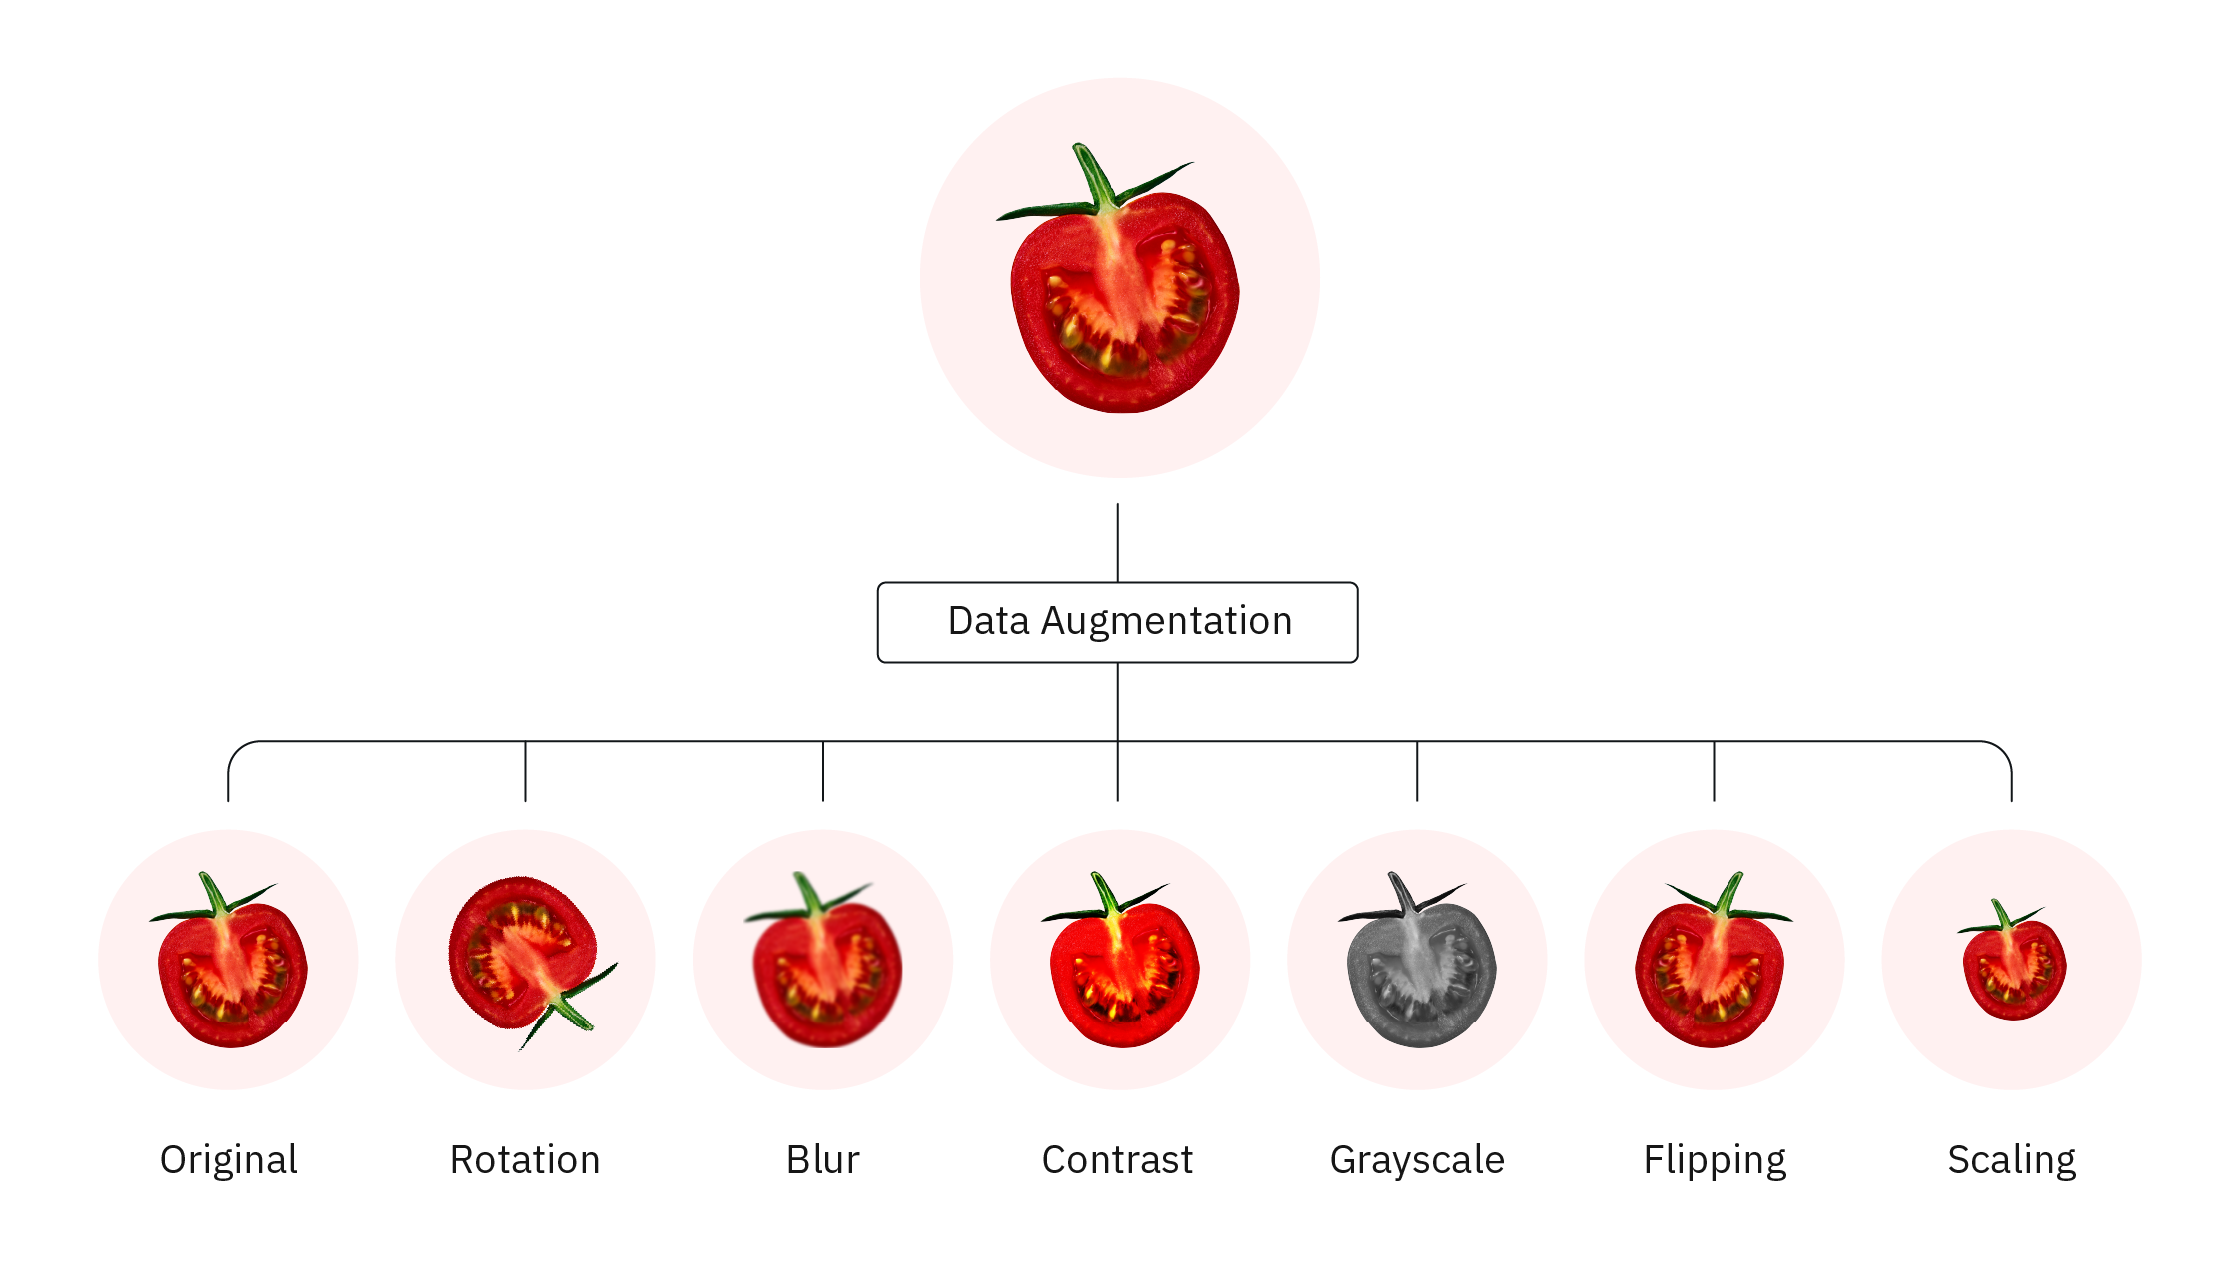 Data Augmentation
Original
Rotation
Blur
Contrast
Grayscale
Flipping
Scaling